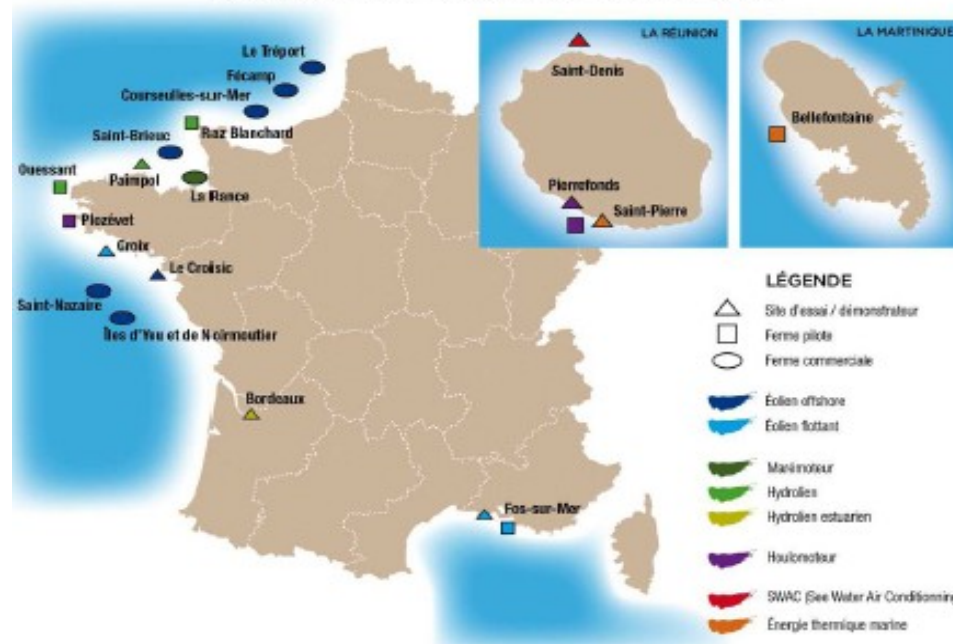 Le Tréport
Fécamp
Courseulles-sur-Mer
Raz Blanchard
Saint-Brieuc
Ouessant
Paimpol
La Rance
Plozévet
Groix
Le Croisic
Saint-Nazaire
Îles d'Yeu et de Noirmoutier
Bordeaux
Fos-sur-Mer
LA RÉUNION
Saint-Denis
Pierrefonds
Saint-Pierre
LA MARTINIQUE
Bellefontaine
LÉGENDE
Site d'essai / démonstrateur
Ferme pilote
Ferme commerciale
Éolien offshore
Éolien flottant
Marémoteur
Hydrolien
Hydrolien estuarien
Houlomoteur
SWAC (See Water Air Conditionning
Énergie thermique marine